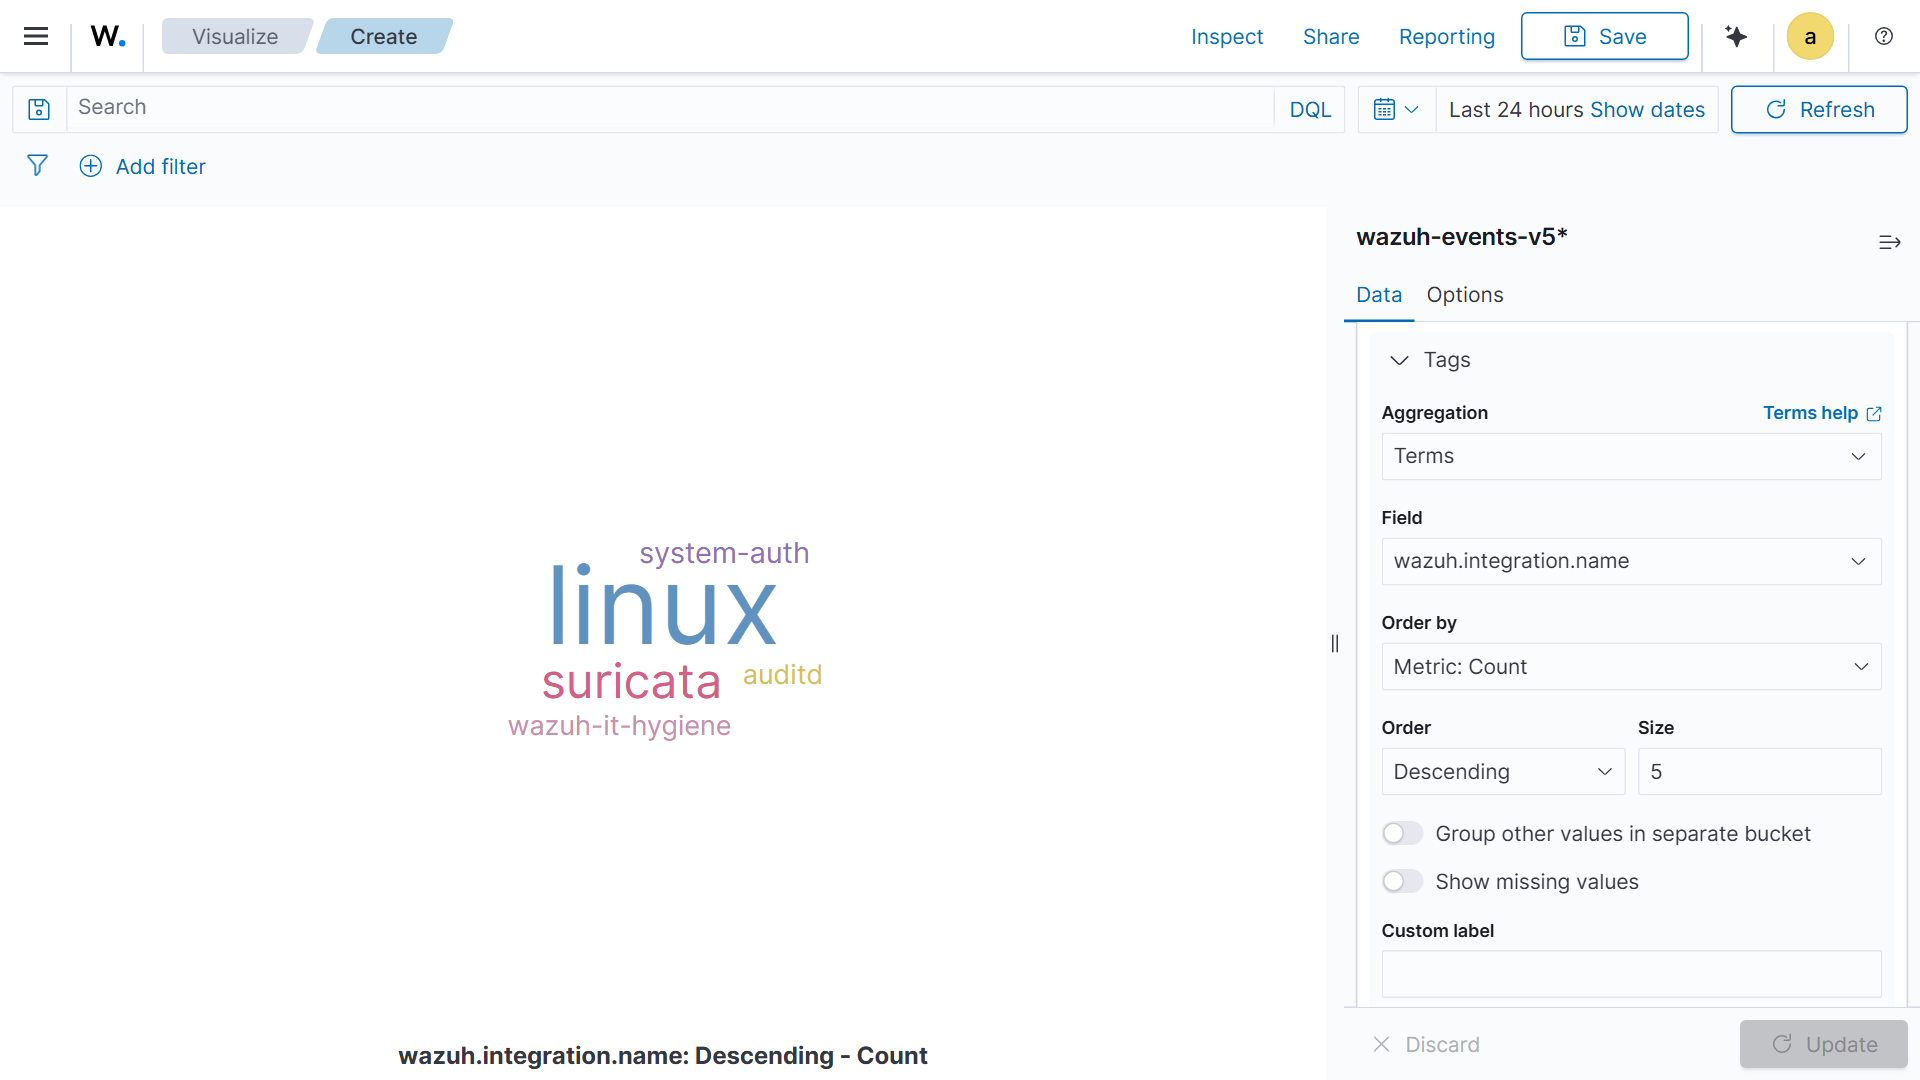 W.
Visualize
Create
Inspect
Share
Reporting
Save
a
Search
DQL
Last 24 hours Show dates
Refresh
Add filter
system-auth
linux
suricata
auditd
wazuh-it-hygiene
wazuh.integration.name: Descending - Count
wazuh-events-v5*
Data
Options
Tags
Aggregation
Terms help
Terms
Field
wazuh.integration.name
Order by
Metric: Count
Order
Size
Descending
5
Group other values in separate bucket
Show missing values
Custom label
Discard
Update